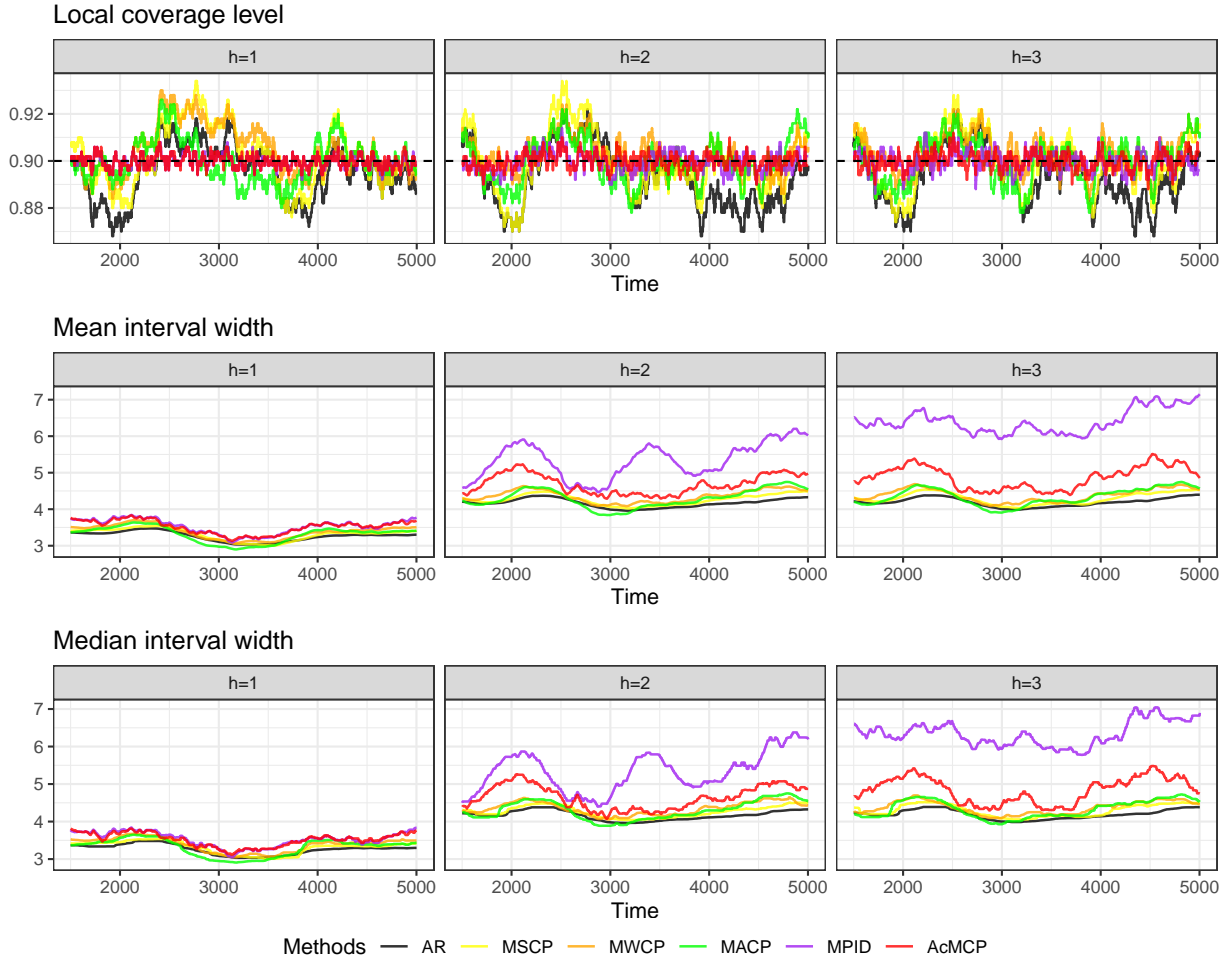 Local coverage level
h=1 h=2 h=3
0.92
0.90
0.88
2000 3000 4000 5000 2000 3000 4000 5000 2000 3000 4000 5000
Time
Mean interval width
h=1 h=2 h=3
7
6
5
4
3
2000 3000 4000 5000 2000 3000 4000 5000 2000 3000 4000 5000
Time
Median interval width
h=1 h=2 h=3
7
6
5
4
3
2000 3000 4000 5000 2000 3000 4000 5000 2000 3000 4000 5000
Time
Methods AR MSCP MWCP MACP MPID AcMCP